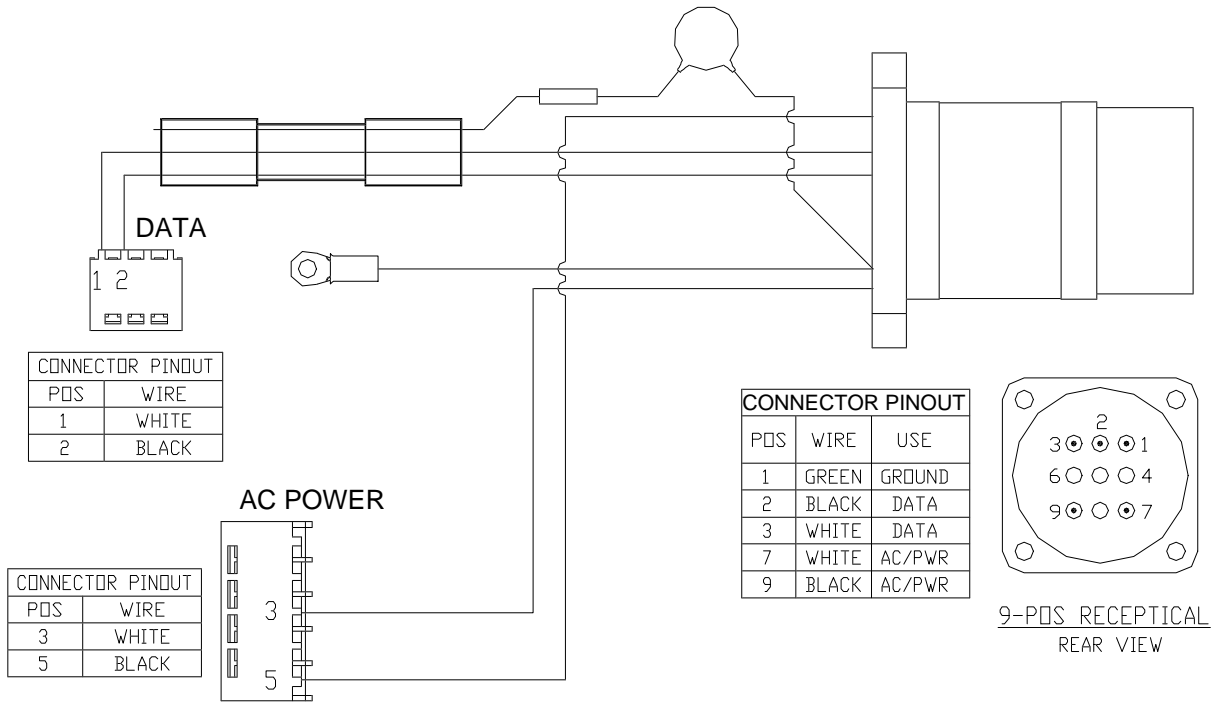 DATA
1 2
CONNECTOR PINOUT
POS WIRE
1 WHITE
2 BLACK
AC POWER
3
5
CONNECTOR PINOUT
POS WIRE
3 WHITE
5 BLACK
CONNECTOR PINOUT
POS WIRE USE
1 GREEN GROUND
2 BLACK DATA
3 WHITE DATA
7 WHITE AC/PWR
9 BLACK AC/PWR
2
3 1
6 4
9 7
9-POS RECEPTICAL
REAR VIEW